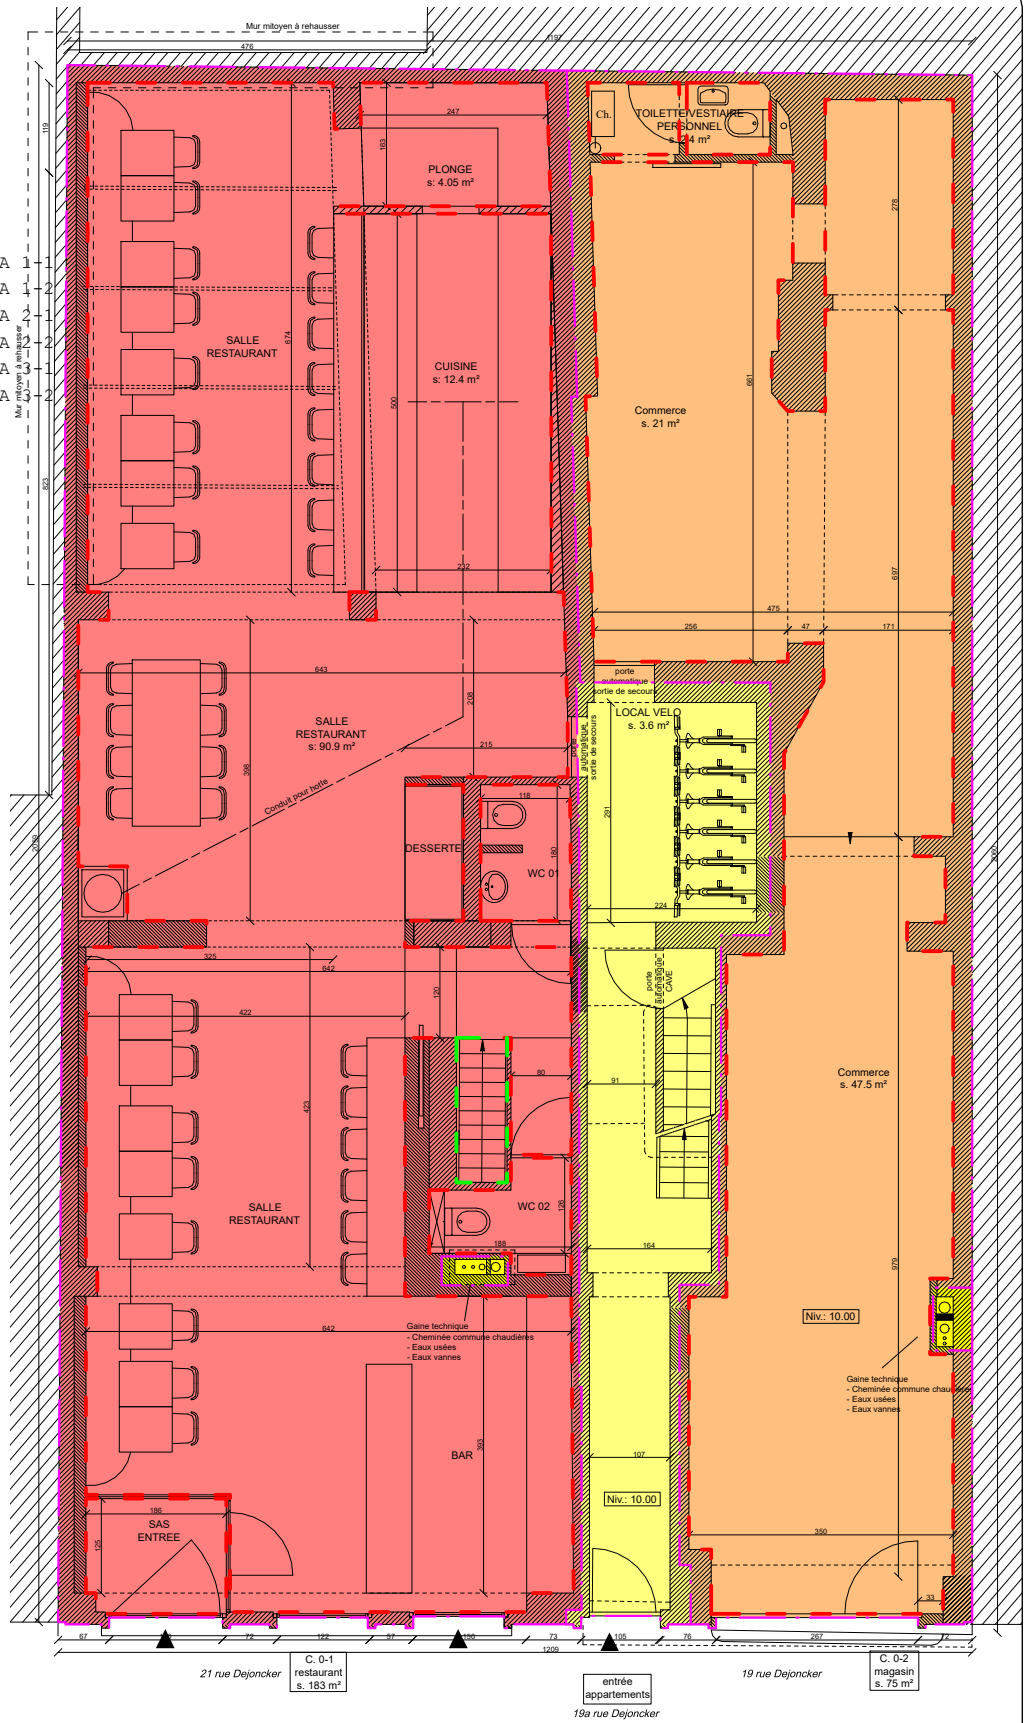 Mur mitoyen à rehausser
476
1197
119
247
163
Ch.
TOILETTE/VESTIAIRE
PERSONNEL
PLONGE
s: 4.05 m²
278
A 1-1
A 1-2
A 2-1
A 2-2
A 3-1
A 3-2
Mur mitoyen à rehausser
SALLE
RESTAURANT
674
CUISINE
s: 12.4 m²
500
661
Commerce
s. 21 m²
823
232
697
475
256
47
171
643
208
porte
automatique
sortie de secours
LOCAL VELO
s. 3.6 m²
SALLE
RESTAURANT
s: 90.9 m²
215
porte
automatique
sortie de secours
398
Conduit pour hotte
118
291
DESSERTE
180
WC 01
224
325
642
422
120
porte
automatique
CAVE
80
91
Commerce
s. 47.5 m²
423
SALLE
RESTAURANT
WC 02
126
188
164
979
Niv.: 10.00
642
Gaine technique
- Cheminée commune chaudières
- Eaux usées
- Eaux vannes
Gaine technique
- Cheminée commune chaudières
- Eaux usées
- Eaux vannes
393
BAR
107
Niv.: 10.00
186
SAS
ENTREE
125
350
33
67
72
122
97
150
73
105
76
267
72
1209
21 rue Dejoncker
C. 0-1
restaurant
s. 183 m²
entrée
appartements
19a rue Dejoncker
19 rue Dejoncker
C. 0-2
magasin
s. 75 m²